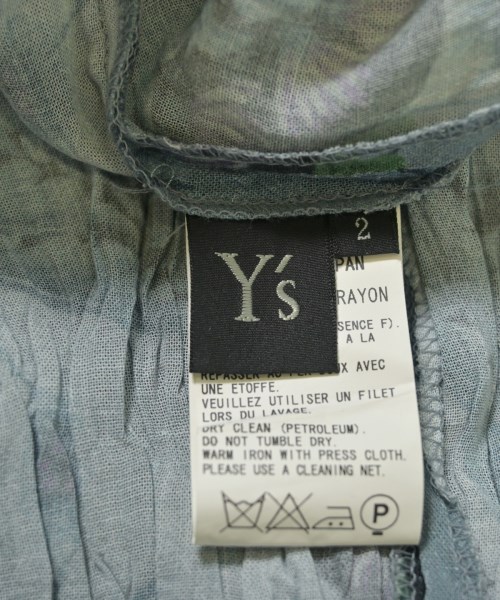 Y's
2
PAN
RAYON
SENCE F).
A LA
UNE ETOFFE.
VEUILLEZ UTILISER UN FILET
LORS DU LAVAGE.
DRY CLEAN (PETROLEUM).
DO NOT TUMBLE DRY.
WARM IRON WITH PRESS CLOTH.
PLEASE USE A CLEANING NET.
P